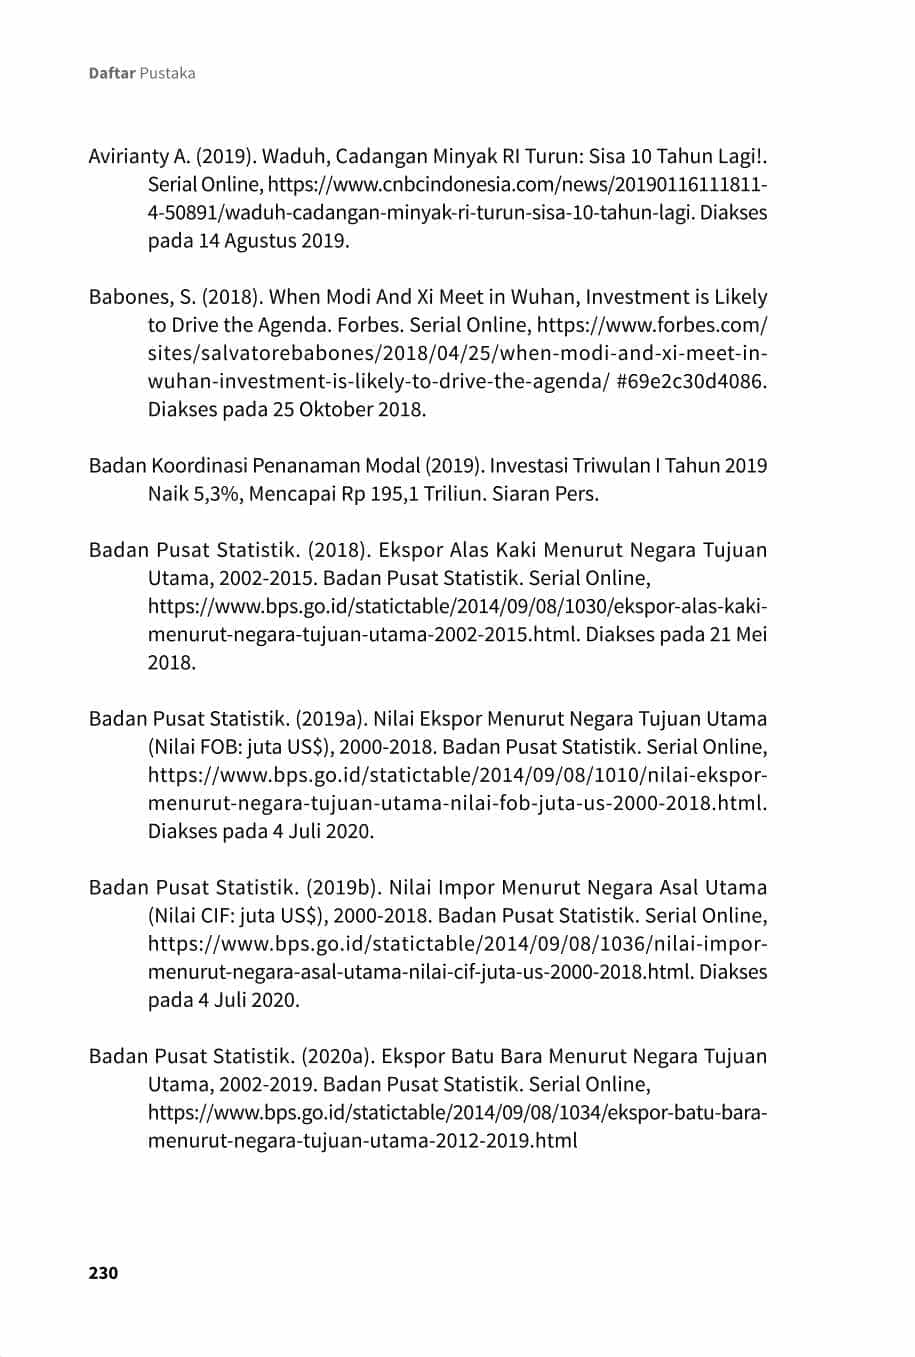 Daftar Pustaka
Avirianty A. (2019). Waduh, Cadangan Minyak RI Turun: Sisa 10 Tahun Lagi!.
Serial Online, https://www.cnbcindonesia.com/news/20190116111811-
4-50891/waduh-cadangan-minyak-ri-turun-sisa-10-tahun-lagi. Diakses
pada 14 Agustus 2019.
Babones, S. (2018). When Modi And Xi Meet in Wuhan, Investment is Likely
to Drive the Agenda. Forbes. Serial Online, https://www.forbes.com/
sites/salvatorebabones/2018/04/25/when-modi-and-xi-meet-in-
wuhan-investment-is-likely-to-drive-the-agenda/ #69e2c30d4086.
Diakses pada 25 Oktober 2018.
Badan Koordinasi Penanaman Modal (2019). Investasi Triwulan I Tahun 2019
Naik 5,3%, Mencapai Rp 195,1 Triliun. Siaran Pers.
Badan Pusat Statistik. (2018). Ekspor Alas Kaki Menurut Negara Tujuan
Utama, 2002-2015. Badan Pusat Statistik. Serial Online,
https://www.bps.go.id/statictable/2014/09/08/1030/ekspor-alas-kaki-
menurut-negara-tujuan-utama-2002-2015.html. Diakses pada 21 Mei
2018.
Badan Pusat Statistik. (2019a). Nilai Ekspor Menurut Negara Tujuan Utama
(Nilai FOB: juta US$), 2000-2018. Badan Pusat Statistik. Serial Online,
https://www.bps.go.id/statictable/2014/09/08/1010/nilai-ekspor-
menurut-negara-tujuan-utama-nilai-fob-juta-us-2000-2018.html.
Diakses pada 4 Juli 2020.
Badan Pusat Statistik. (2019b). Nilai Impor Menurut Negara Asal Utama
(Nilai CIF: juta US$), 2000-2018. Badan Pusat Statistik. Serial Online,
https://www.bps.go.id/statictable/2014/09/08/1036/nilai-impor-
menurut-negara-asal-utama-nilai-cif-juta-us-2000-2018.html. Diakses
pada 4 Juli 2020.
Badan Pusat Statistik. (2020a). Ekspor Batu Bara Menurut Negara Tujuan
Utama, 2002-2019. Badan Pusat Statistik. Serial Online,
https://www.bps.go.id/statictable/2014/09/08/1034/ekspor-batu-bara-
menurut-negara-tujuan-utama-2012-2019.html
230